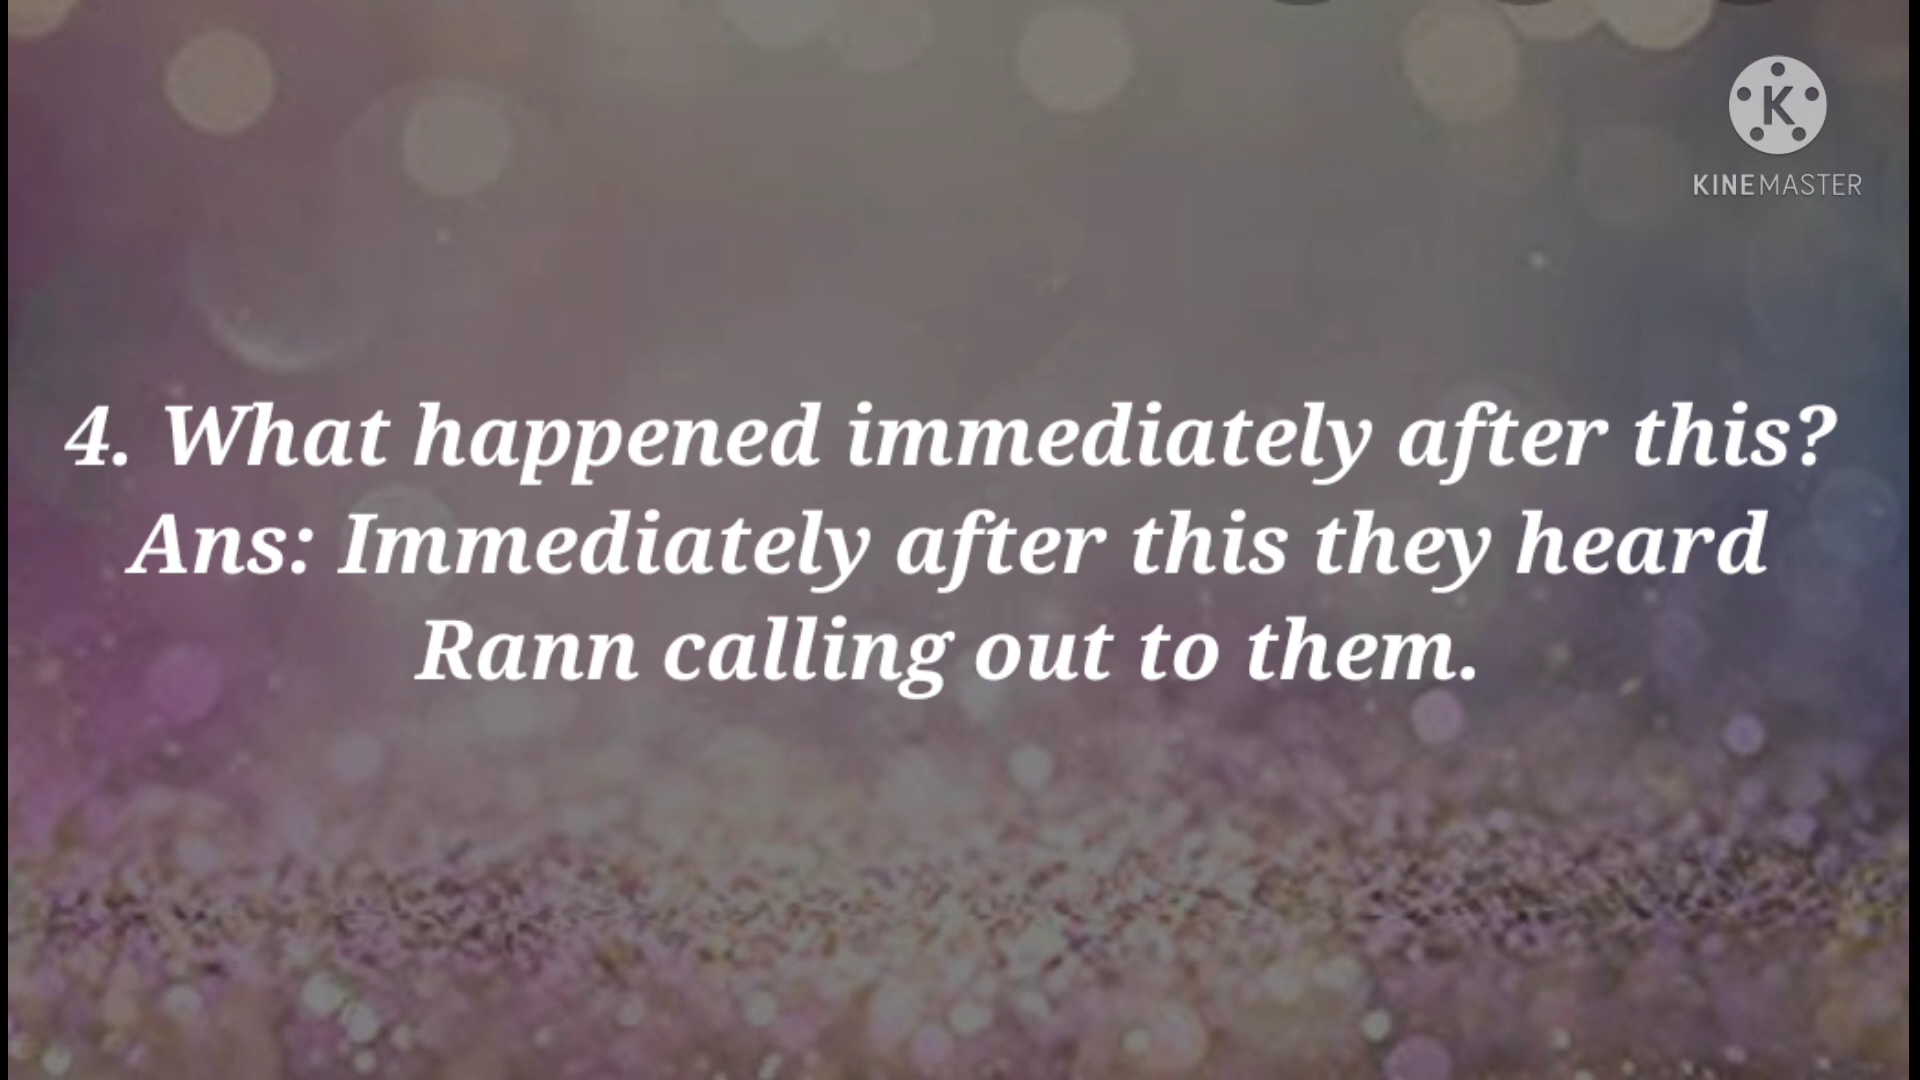 K
KINEMASTER
4. What happened immediately after this?
Ans: Immediately after this they heard
Rann calling out to them.